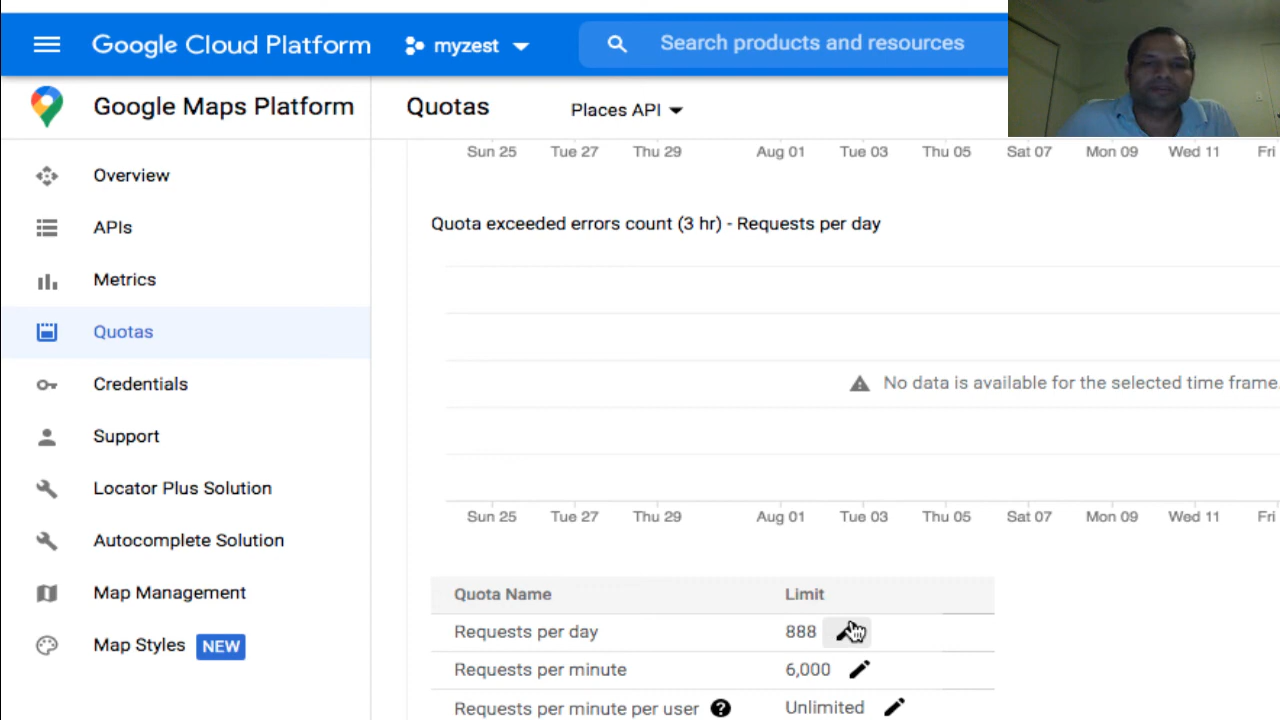 Google Cloud Platform myzest Search products and resources
Google Maps Platform Quotas Places API
Sun 25 Tue 27 Thu 29 Aug 01 Tue 03 Thu 05 Sat 07 Mon 09 Wed 11 Fri
Overview
Quota exceeded errors count (3 hr) - Requests per day
APIs
Metrics
Quotas
No data is available for the selected time frame.
Credentials
Support
Locator Plus Solution
Sun 25 Tue 27 Thu 29 Aug 01 Tue 03 Thu 05 Sat 07 Mon 09 Wed 11 Fri
Autocomplete Solution
Map Management
Map Styles NEW
Quota Name Limit
Requests per day 888
Requests per minute 6,000
Requests per minute per user ? Unlimited